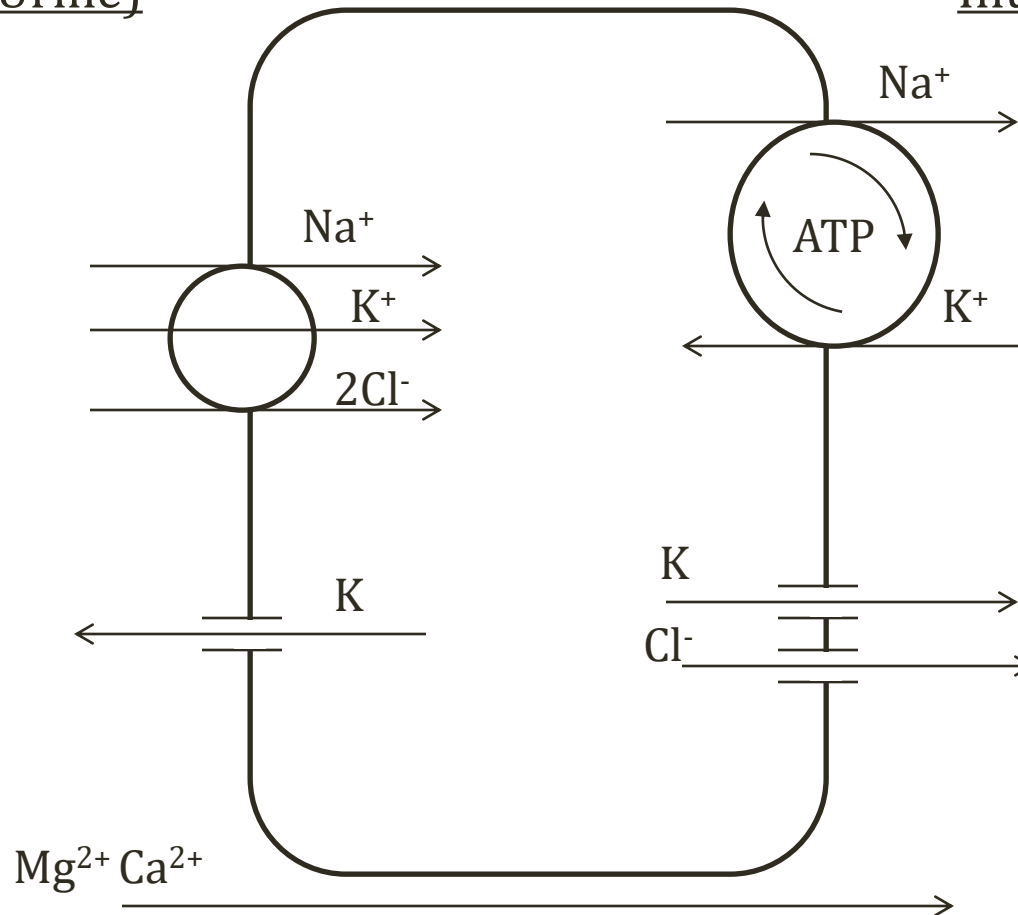 Na⁺
Na⁺
ATP
K⁺
K⁺
2Cl⁻
K
K
Cl⁻
Mg²⁺ Ca²⁺